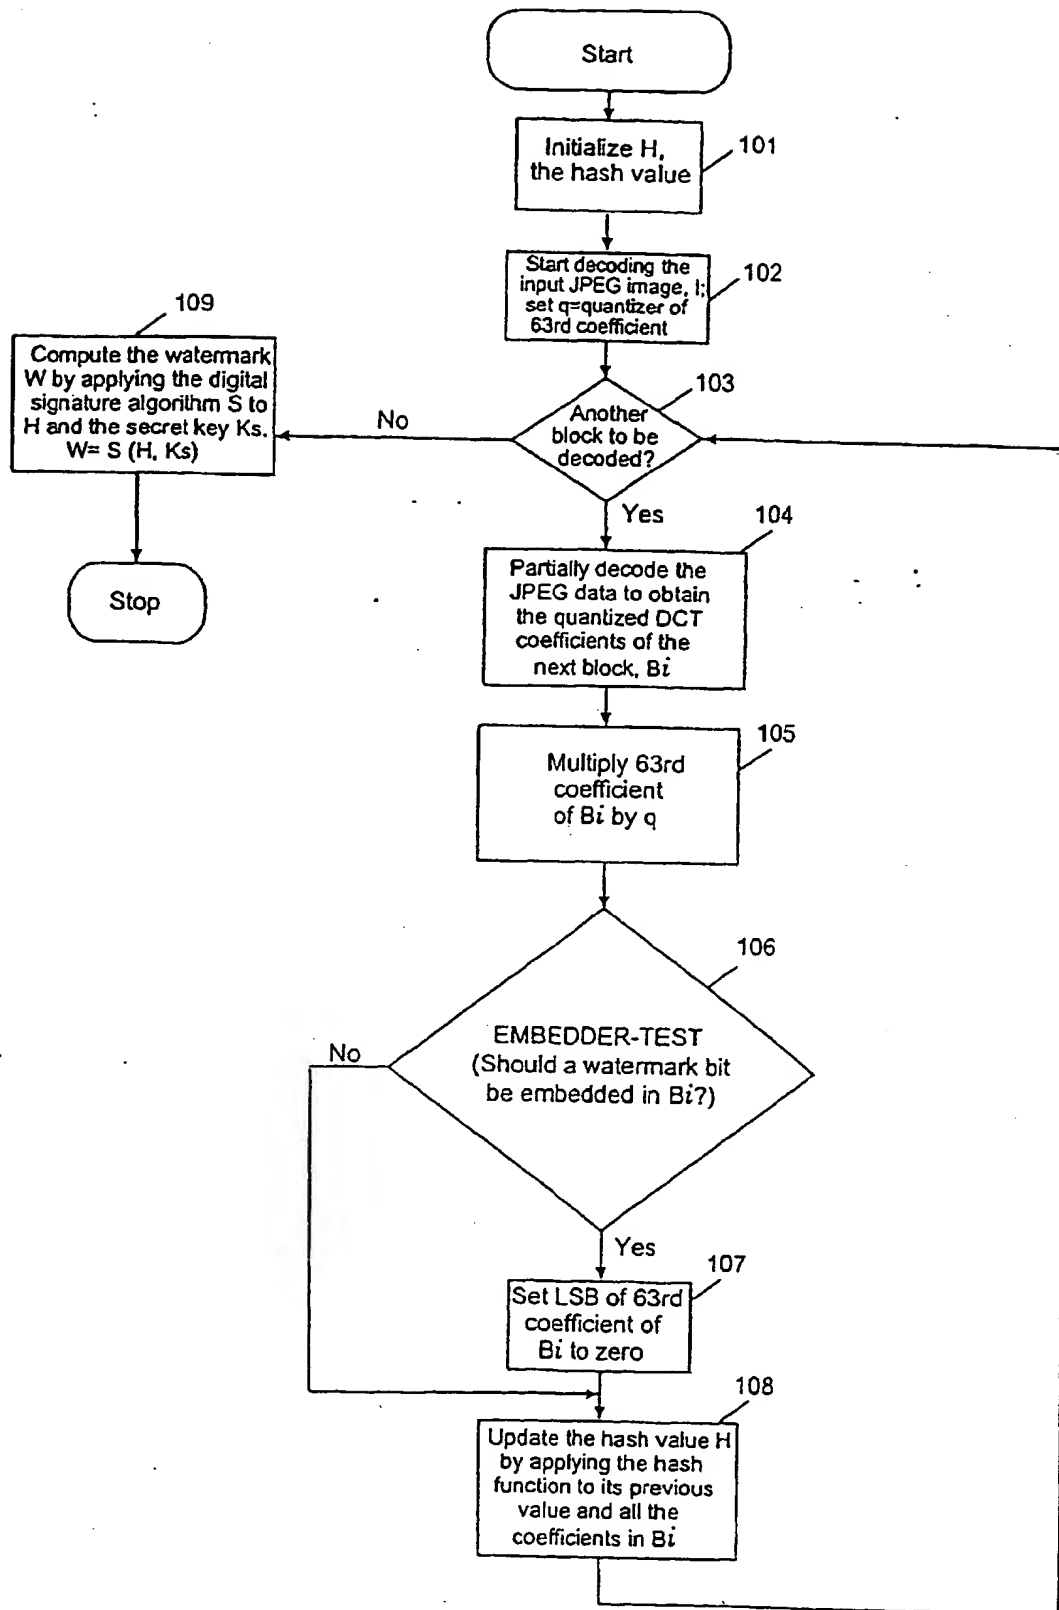 Start
Initialize H,
the hash value
101
Start decoding the
input JPEG image, I;
set q=quantizer of
63rd coefficient
102
109
Compute the watermark
W by applying the digital
signature algorithm S to
H and the secret key Ks.
W= S (H, Ks)
No
103
Another
block to be
decoded?
Yes
Stop
104
Partially decode the
JPEG data to obtain
the quantized DCT
coefficients of the
next block, Bi
105
Multiply 63rd
coefficient
of Bi by q
106
EMBEDDER-TEST
(Should a watermark bit
be embedded in Bi?)
No
Yes
107
Set LSB of 63rd
coefficient of
Bi to zero
108
Update the hash value H
by applying the hash
function to its previous
value and all the
coefficients in Bi